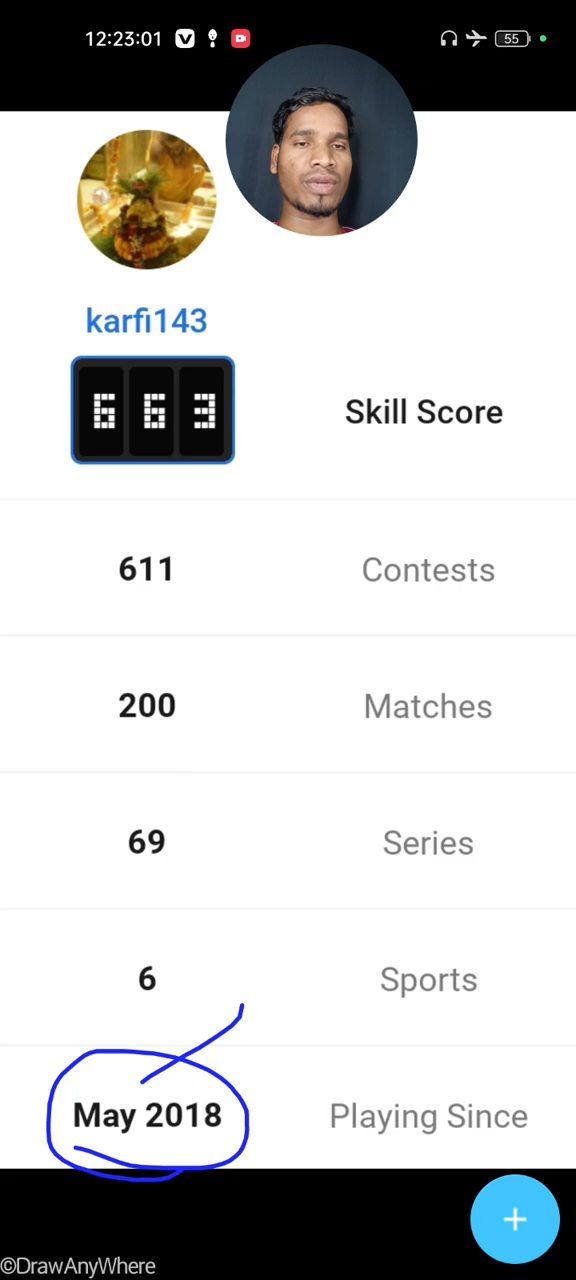 12:23:01 55
karfi143
663 Skill Score
611 Contests
200 Matches
69 Series
6 Sports
May 2018 Playing Since
©DrawAnyWhere